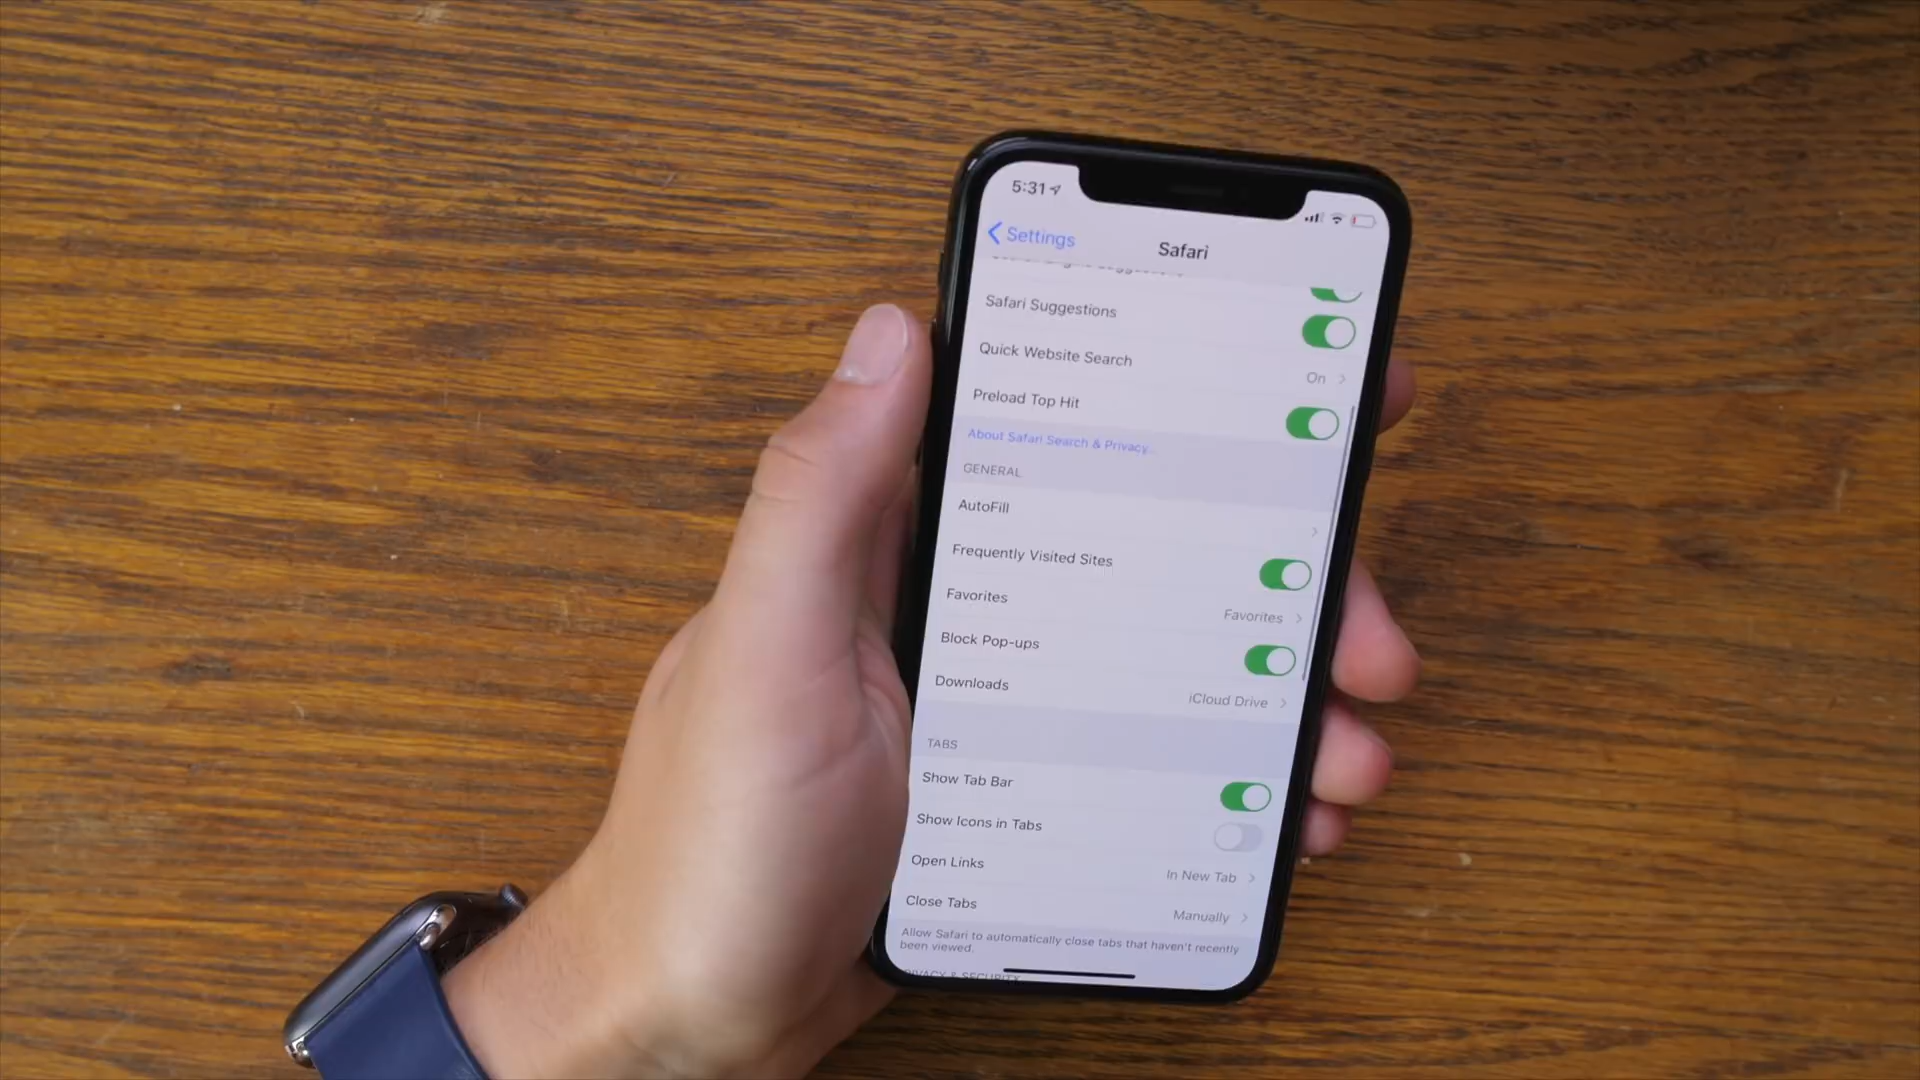 5:31
Settings
Safari
Safari Suggestions
Quick Website Search
On
Preload Top Hit
About Safari Search & Privacy...
GENERAL
AutoFill
Frequently Visited Sites
Favorites
Favorites
Block Pop-ups
Downloads
iCloud Drive
TABS
Show Tab Bar
Show Icons in Tabs
Open Links
In New Tab
Close Tabs
Manually
Allow Safari to automatically close tabs that haven't recently
been viewed.
& SECURITY